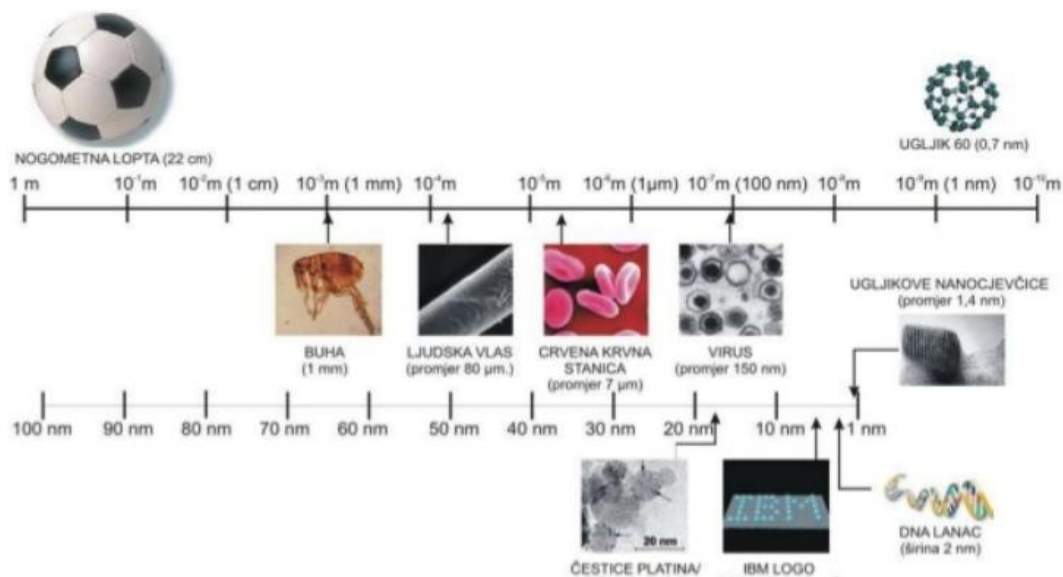 NOGOMETNA LOPTA (22 cm)
UGLJIK 60 (0,7 nm)
1 m 10⁻¹m 10⁻²m (1 cm) 10⁻³m (1 mm) 10⁻⁴m 10⁻⁵m 10⁻⁶m (1μm) 10⁻⁷m (100 nm) 10⁻⁸m 10⁻⁹m (1 nm) 10⁻¹⁰m
BUHA
(1 mm)
LJUDSKA VLAS
(promjer 80 μm.)
CRVENA KRVNA
STANICA
(promjer 7 μm)
VIRUS
(promjer 150 nm)
UGLJIKOVE NANOCJEVČICE
(promjer 1,4 nm)
100 nm 90 nm 80 nm 70 nm 60 nm 50 nm 40 nm 30 nm 20 nm 10 nm 1 nm
20 nm
IBM
DNA LANAC
(širina 2 nm)
ČESTICE PLATINA/
IBM LOGO